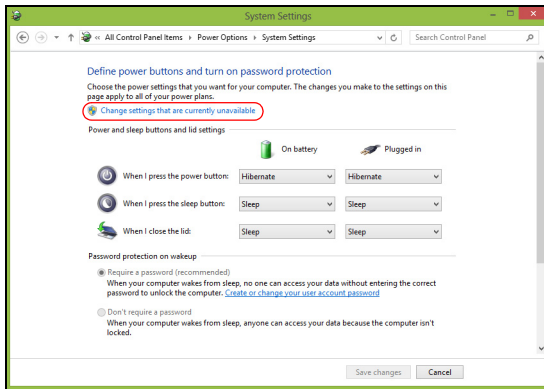 System Settings
« All Control Panel Items › Power Options › System Settings
Search Control Panel
Define power buttons and turn on password protection
Choose the power settings that you want for your computer. The changes you make to the settings on this
page apply to all of your power plans.
Change settings that are currently unavailable
Power and sleep buttons and lid settings
On battery Plugged in
When I press the power button: Hibernate Hibernate
When I press the sleep button: Sleep Sleep
When I close the lid: Sleep Sleep
Password protection on wakeup
Require a password (recommended)
When your computer wakes from sleep, no one can access your data without entering the correct
password to unlock the computer. Create or change your user account password
Don't require a password
When your computer wakes from sleep, anyone can access your data because the computer isn't
locked.
Save changes Cancel